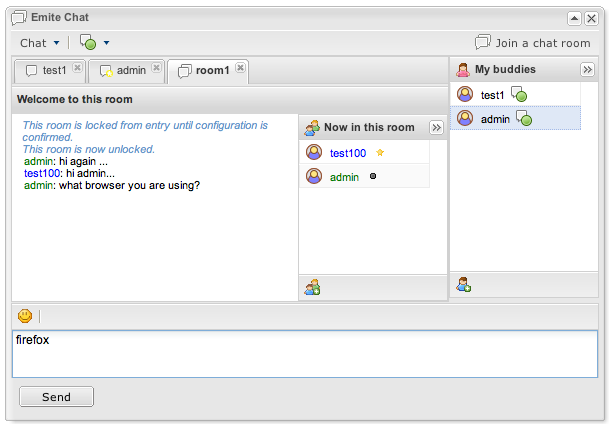 Emite Chat
Chat
Join a chat room
test1
admin
room1
My buddies
Welcome to this room
test1
admin
This room is locked from entry until configuration is
confirmed.
This room is now unlocked.
admin: hi again ...
test100: hi admin...
admin: what browser you are using?
Now in this room
test100
admin
firefox
Send